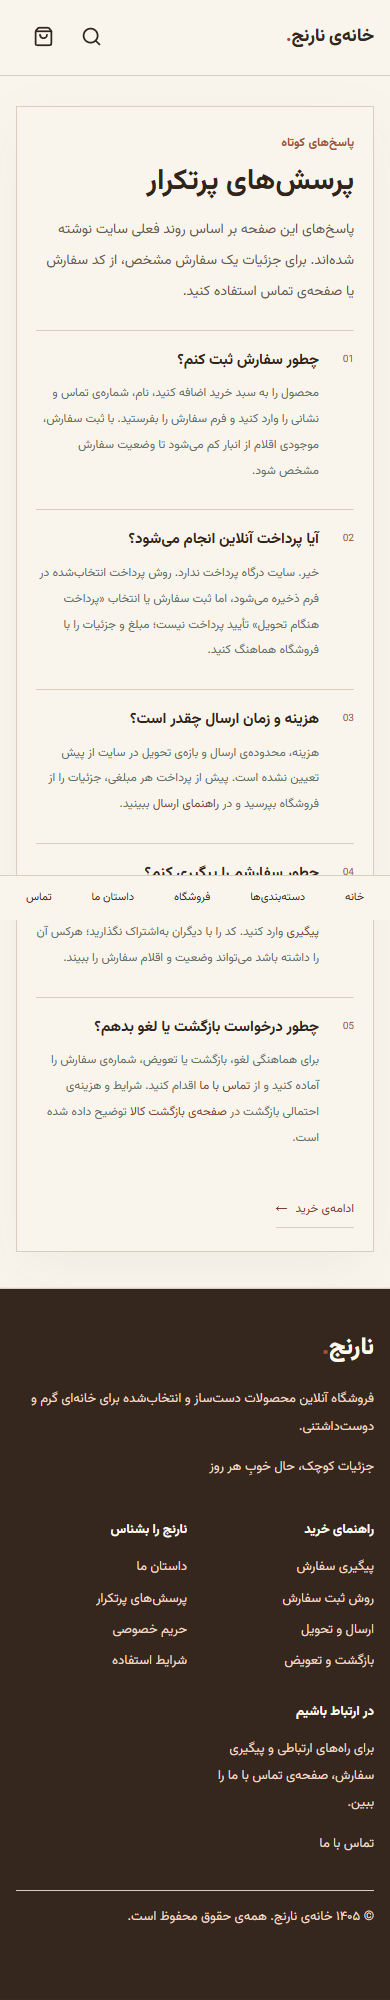 خانه‌ی نارنج.
پاسخ‌های کوتاه
پرسش‌های پرتکرار
پاسخ‌های این صفحه بر اساس روند فعلی سایت نوشته
شده‌اند. برای جزئیات یک سفارش مشخص، از کد سفارش
یا صفحه‌ی تماس استفاده کنید.
01
چطور سفارش ثبت کنم؟
محصول را به سبد خرید اضافه کنید، نام، شماره‌ی تماس و
نشانی را وارد کنید و فرم سفارش را بفرستید. با ثبت سفارش،
موجودی اقلام از انبار کم می‌شود تا وضعیت سفارش
مشخص شود.
02
آیا پرداخت آنلاین انجام می‌شود؟
خیر. سایت درگاه پرداخت ندارد. روش پرداخت انتخاب‌شده در
فرم ذخیره می‌شود، اما ثبت سفارش یا انتخاب «پرداخت
هنگام تحویل» تأیید پرداخت نیست؛ مبلغ و جزئیات را با
فروشگاه هماهنگ کنید.
03
هزینه و زمان ارسال چقدر است؟
هزینه، محدوده‌ی ارسال و بازه‌ی تحویل در سایت از پیش
تعیین نشده است. پیش از پرداخت هر مبلغی، جزئیات را از
فروشگاه بپرسید و در راهنمای ارسال ببینید.
04
چطور سفارشم را پیگیری کنم؟
خانه
دسته‌بندی‌ها
فروشگاه
داستان ما
تماس
پیگیری وارد کنید. کد را با دیگران به‌اشتراک نگذارید؛ هرکس آن
را داشته باشد می‌تواند وضعیت و اقلام سفارش را ببیند.
05
چطور درخواست بازگشت یا لغو بدهم؟
برای هماهنگی لغو، بازگشت یا تعویض، شماره‌ی سفارش را
آماده کنید و از تماس با ما اقدام کنید. شرایط و هزینه‌ی
احتمالی بازگشت در صفحه‌ی بازگشت کالا توضیح داده شده
است.
ادامه‌ی خرید ←
نارنج.
فروشگاه آنلاین محصولات دست‌ساز و انتخاب‌شده برای خانه‌ای گرم و
دوست‌داشتنی.
جزئیات کوچک، حال خوبِ هر روز
راهنمای خرید
پیگیری سفارش
روش ثبت سفارش
ارسال و تحویل
بازگشت و تعویض
نارنج را بشناس
داستان ما
پرسش‌های پرتکرار
حریم خصوصی
شرایط استفاده
در ارتباط باشیم
برای راه‌های ارتباطی و پیگیری
سفارش، صفحه‌ی تماس با ما را
ببین.
تماس با ما
© ۱۴۰۵ خانه‌ی نارنج. همه‌ی حقوق محفوظ است.